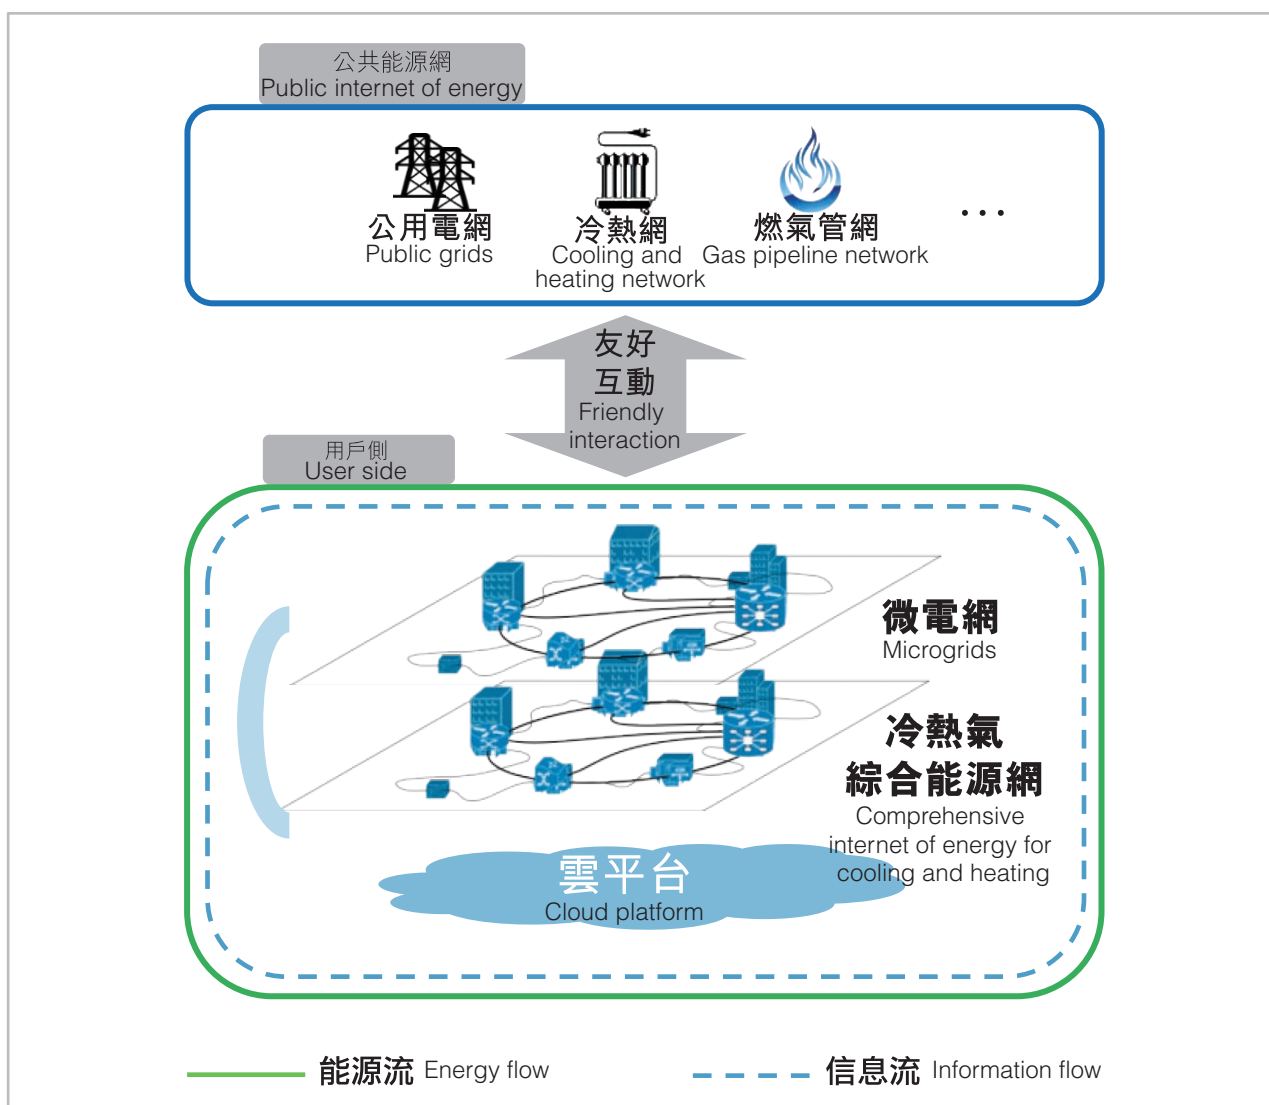 公共能源網
Public internet of energy
公用電網
Public grids
冷熱網
Cooling and
heating network
燃氣管網
Gas pipeline network
...
友好
互動
Friendly
interaction
用戶側
User side
微電網
Microgrids
冷熱氣
綜合能源網
Comprehensive
internet of energy for
cooling and heating
雲平台
Cloud platform
能源流 Energy flow
信息流 Information flow